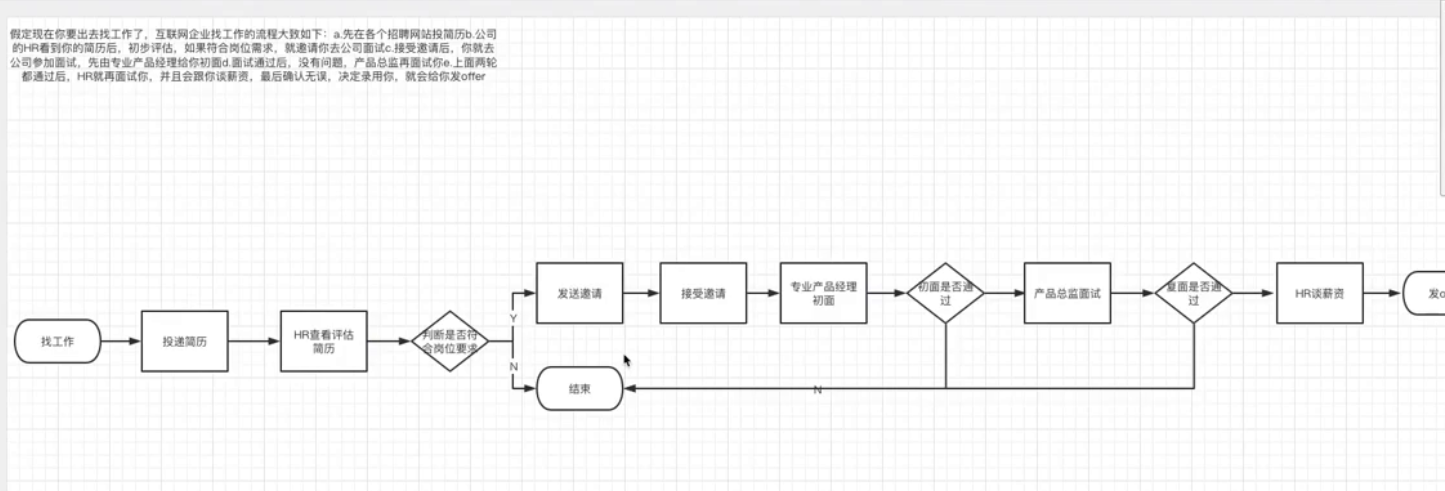 假定现在你要出去找工作了，互联网企业找工作的流程大致如下：a.先在各个招聘网站投简历b.公司
的HR看到你的简历后，初步评估，如果符合岗位需求，就邀请你去公司面试c.接受邀请后，你就去
公司参加面试，先由专业产品经理给你初面d.面试通过后，没有问题，产品总监再面试你e.上面两轮
都通过后，HR就再面试你，并且会跟你谈薪资，最后确认无误，决定录用你，就会给你发offer
找工作
投递简历
HR查看评估
简历
判断是否符
合岗位要求
Y
N
发送邀请
接受邀请
专业产品经理
初面
初面是否通
过
产品总监面试
复面是否通
过
HR谈薪资
发
结束
N